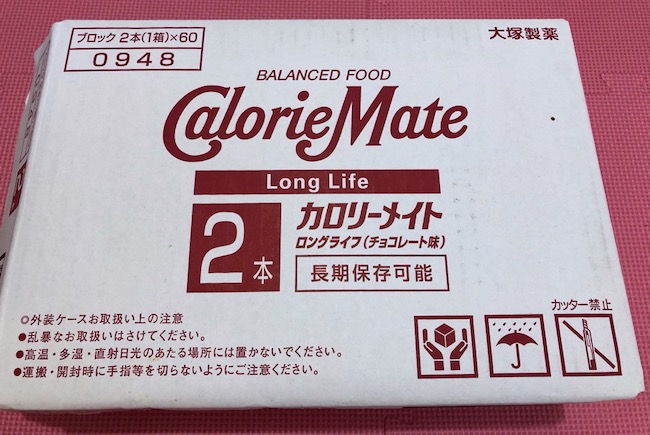 ブロック 2本(1箱)×60
0948
大塚製薬
BALANCED FOOD
CalorieMate
Long Life
2本
カロリーメイト
ロングライフ(チョコレート味)
長期保存可能
◎外装ケースお取扱い上の注意
●乱暴なお取扱いはさけてください。
●高温・多湿・直射日光のあたる場所には置かないでください。
●運搬・開封時に手指等を切らないようにご注意ください。
カッター禁止